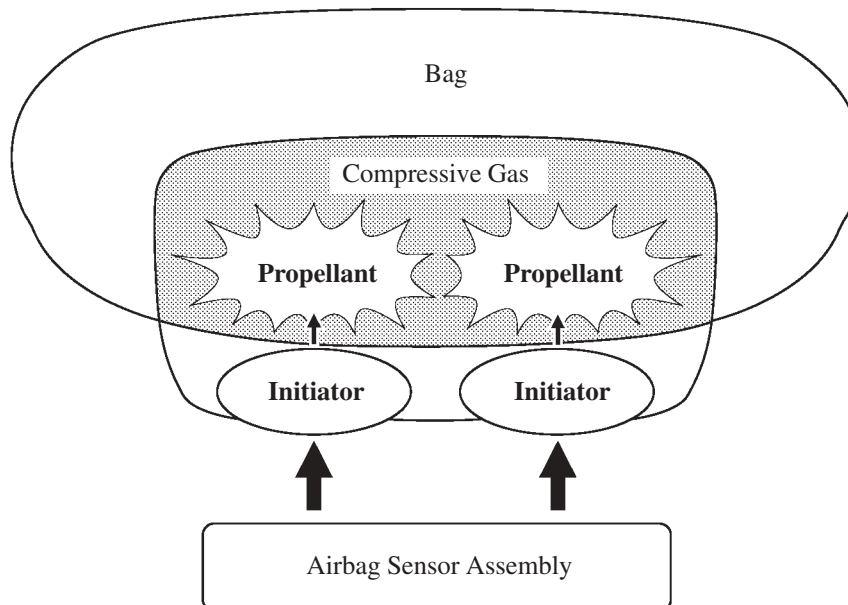 Bag
Compressive Gas
Propellant
Propellant
Initiator
Initiator
Airbag Sensor Assembly